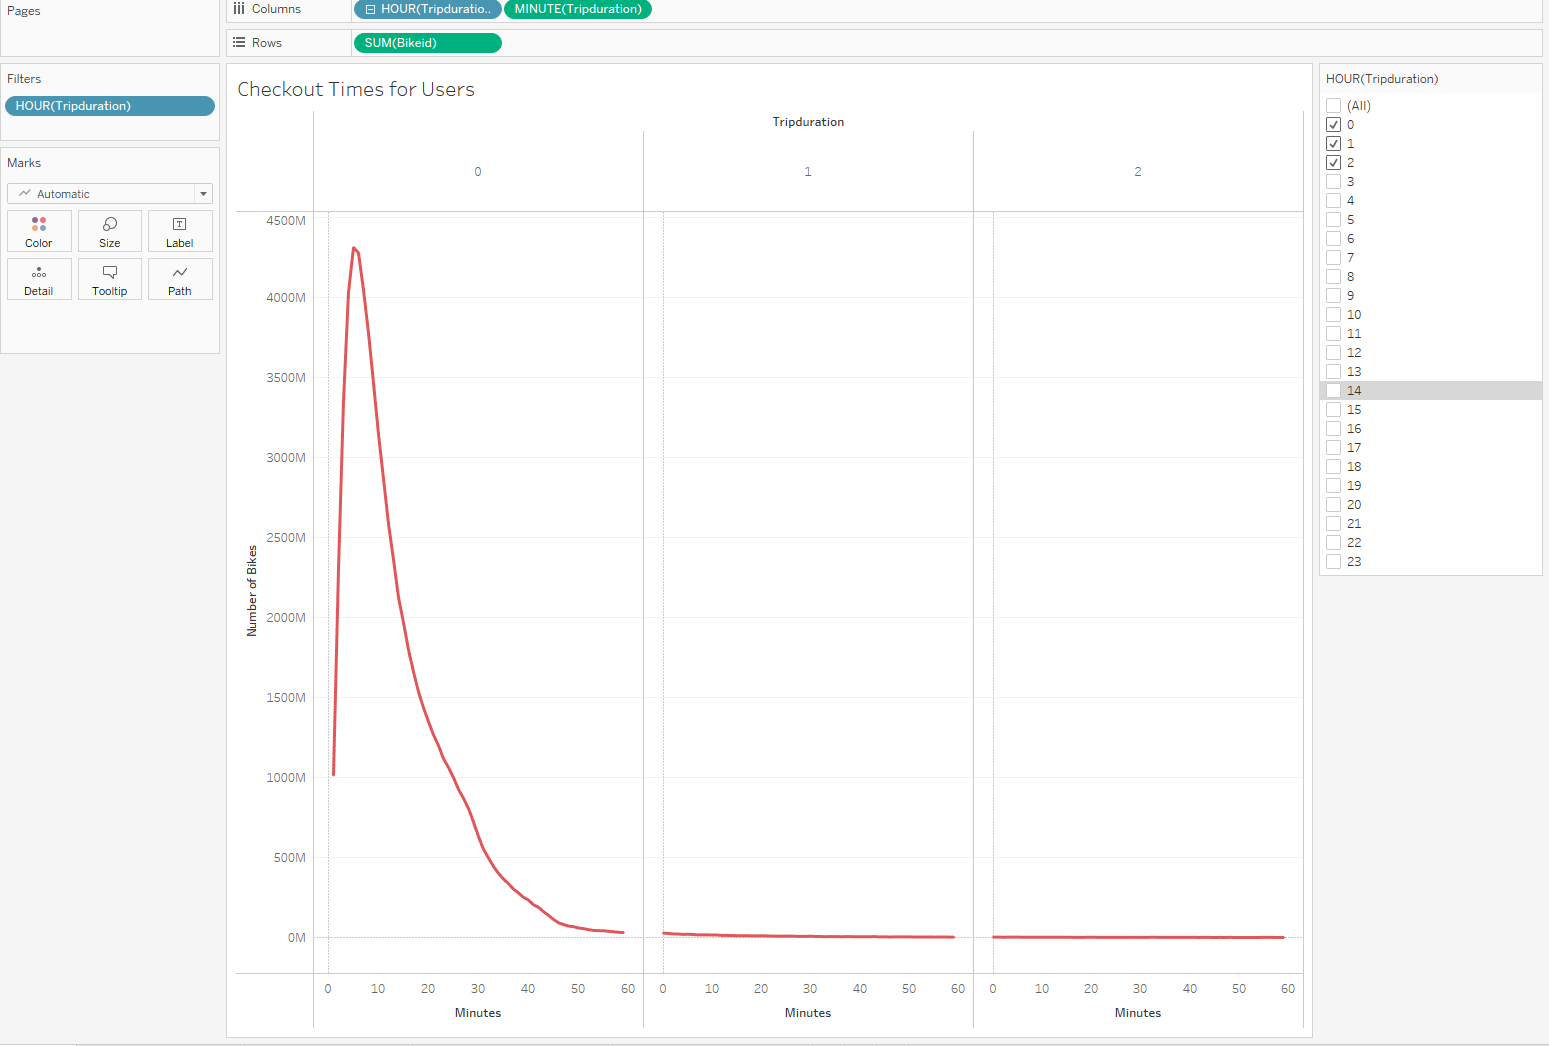 Pages
Columns
HOUR(Tripduratio..
MINUTE(Tripduration)
Rows
SUM(Bikeid)
Filters
HOUR(Tripduration)
Marks
Automatic
Color
Size
Label
Detail
Tooltip
Path
Checkout Times for Users
Tripduration
0
1
2
Number of Bikes
4500M
4000M
3500M
3000M
2500M
2000M
1500M
1000M
500M
0M
0 10 20 30 40 50 60
0 10 20 30 40 50 60
0 10 20 30 40 50 60
Minutes
Minutes
Minutes
HOUR(Tripduration)
(All)
0
1
2
3
4
5
6
7
8
9
10
11
12
13
14
15
16
17
18
19
20
21
22
23